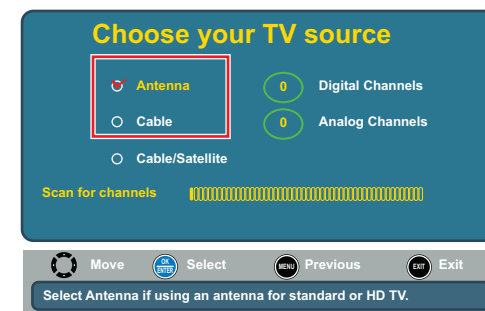 Choose your TV source
Antenna 0 Digital Channels
Cable 0 Analog Channels
Cable/Satellite
Scan for channels
Move OK ENTER Select MENU Previous EXIT Exit
Select Antenna if using an antenna for standard or HD TV.